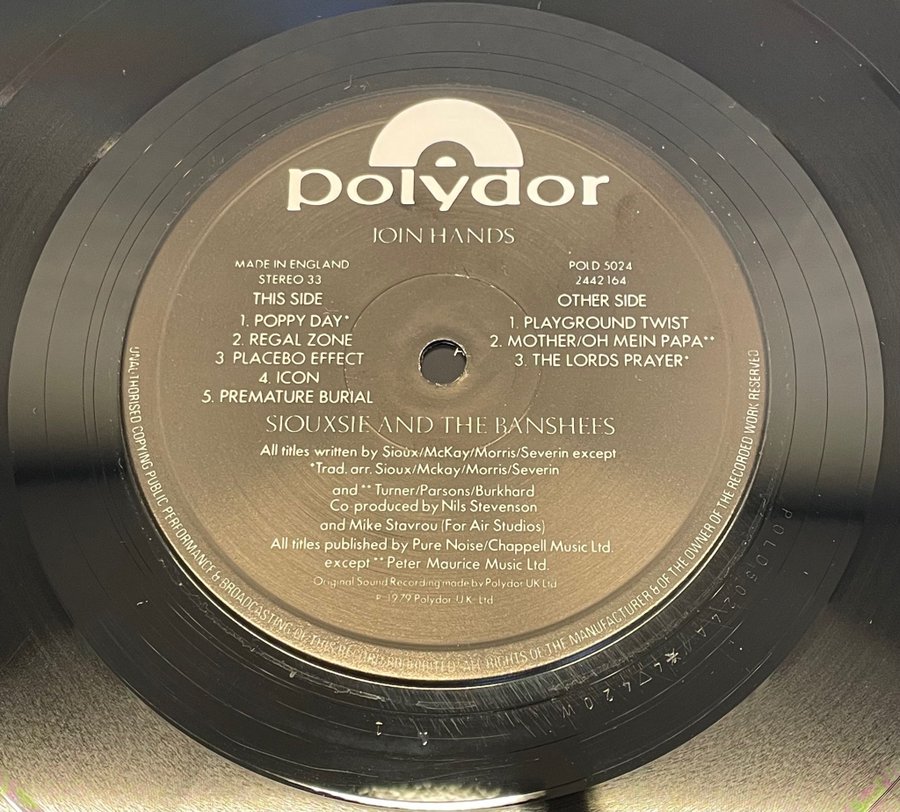 polydor
JOIN HANDS
MADE IN ENGLAND
STEREO 33
THIS SIDE
1. POPPY DAY*
2. REGAL ZONE
3 PLACEBO EFFECT
4. ICON
5. PREMATURE BURIAL
POLD 5024
2442 164
OTHER SIDE
1. PLAYGROUND TWIST
2. MOTHER/OH MEIN PAPA**
3. THE LORDS PRAYER*
SIOUXSIE AND THE BANSHEES
All titles written by Sioux/McKay/Morris/Severin except
*Trad. arr. Sioux/Mckay/Morris/Severin
and ** Turner/Parsons/Burkhard
Co-produced by Nils Stevenson
and Mike Stavrou (For Air Studios)
All titles published by Pure Noise/Chappell Music Ltd.
except ** Peter Maurice Music Ltd.
Original Sound Recording made by Polydor UK Ltd
P 1979 Polydor UK Ltd
UNAUTHORISED COPYING PUBLIC PERFORMANCE & BROADCASTING OF THIS RECORD PROHIBITED. ALL RIGHTS OF THE MANUFACTURER & OF THE OWNER OF THE RECORDED WORK RESERVED